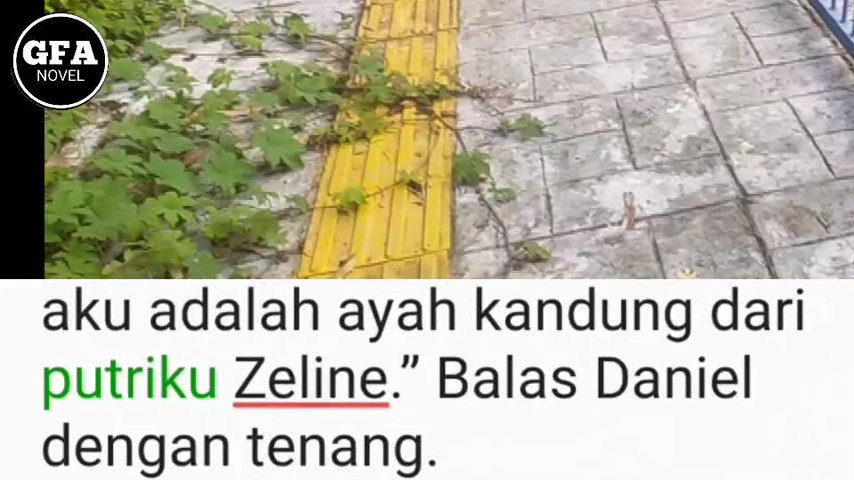 GFA
NOVEL
aku adalah ayah kandung dari
putriku Zeline.” Balas Daniel
dengan tenang.